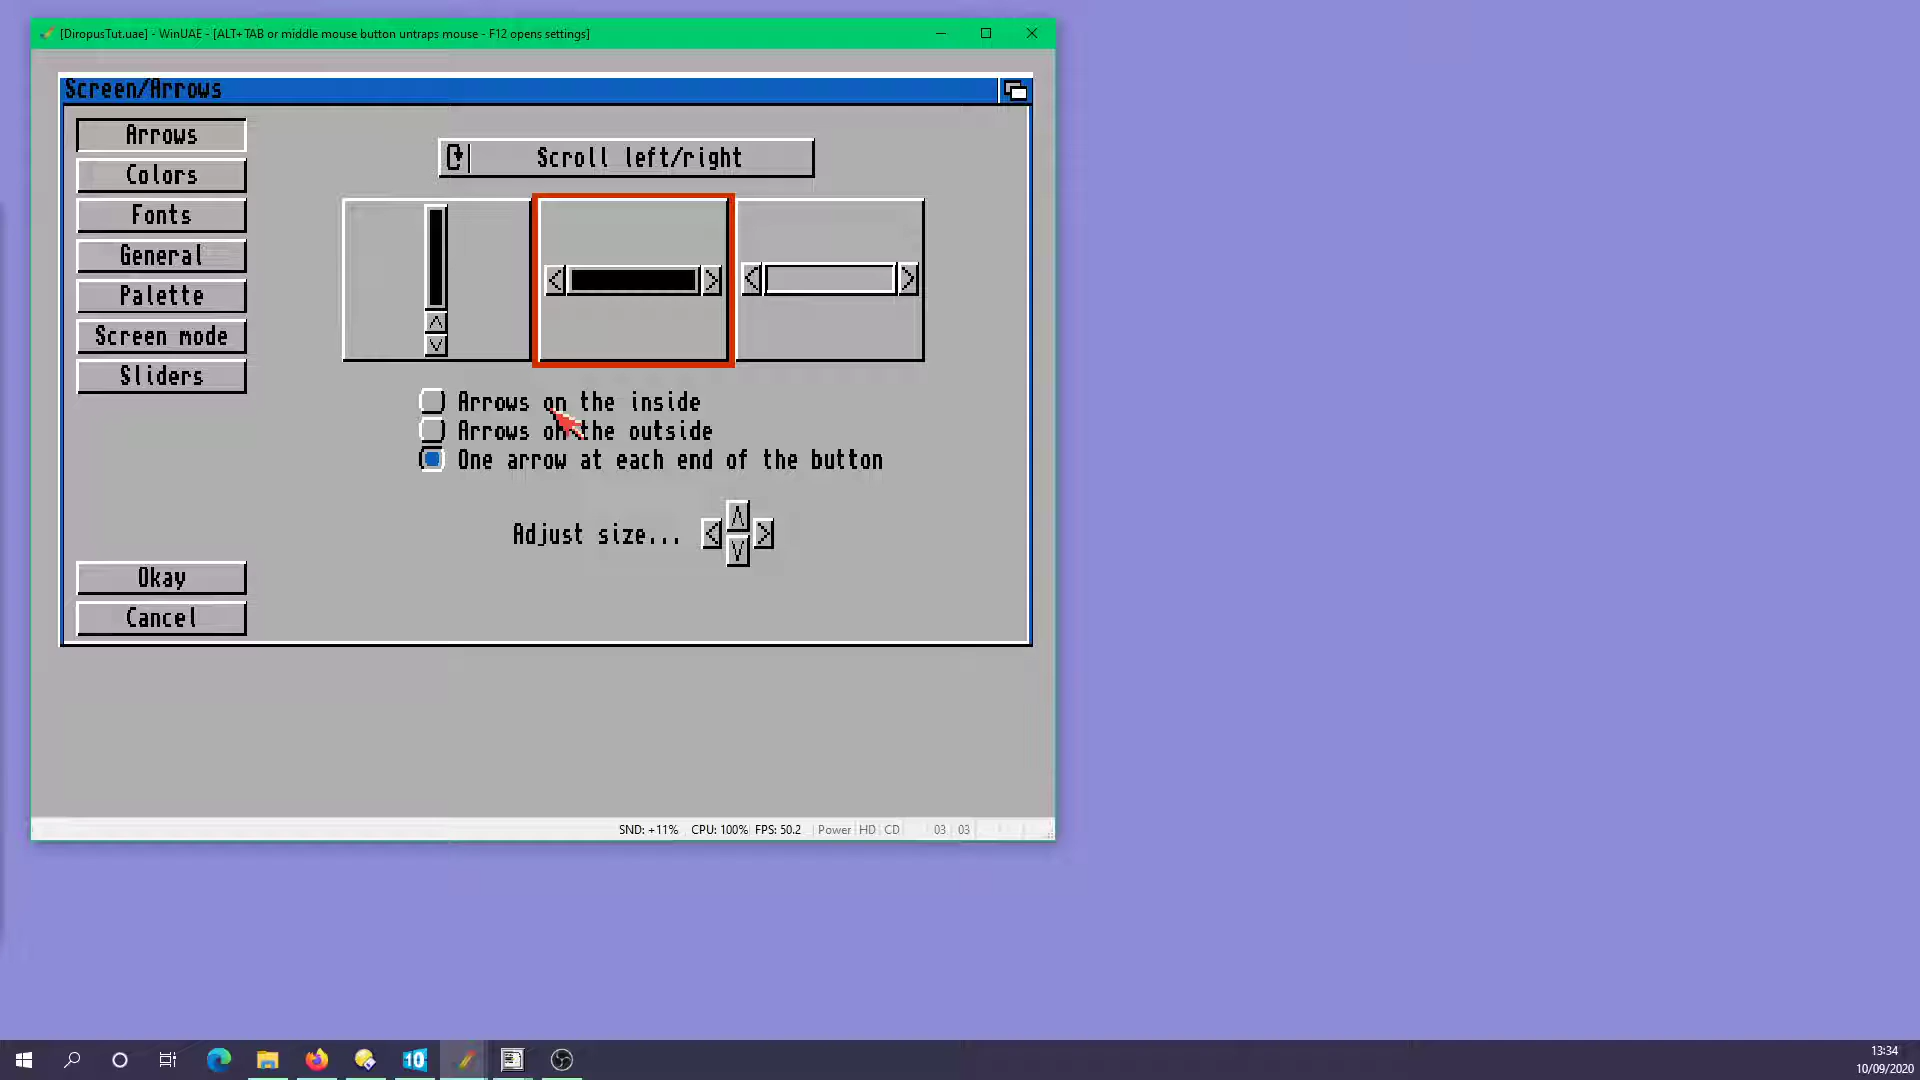 [DiropusTut.uae] - WinUAE - [ALT+TAB or middle mouse button untraps mouse - F12 opens settings]
Screen/Arrows
Arrows
Colors
Fonts
General
Palette
Screen mode
Sliders
Okay
Cancel
Scroll left/right
Arrows on the inside
Arrows on the outside
One arrow at each end of the button
Adjust size...
SND: +11% CPU: 100% FPS: 50.2 Power HD CD 03 03
10
13:34
10/09/2020